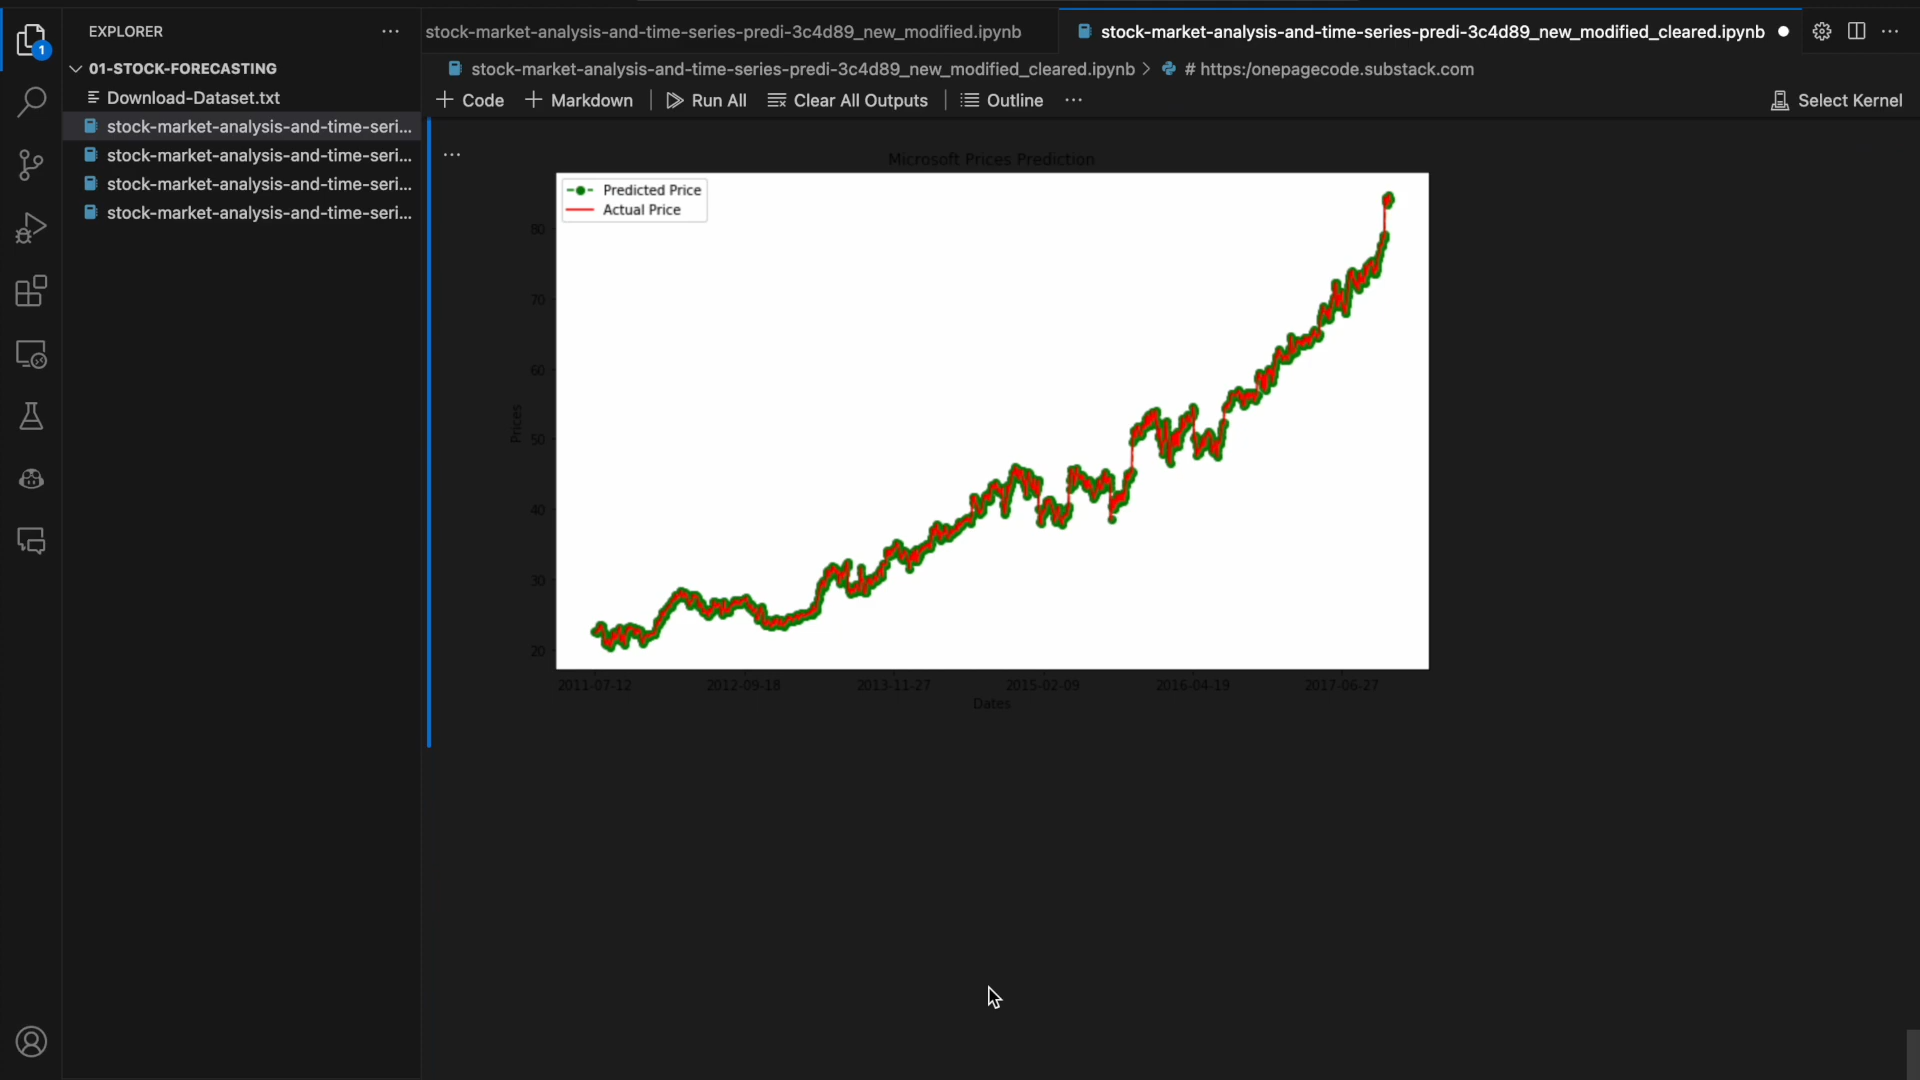 EXPLORER
stock-market-analysis-and-time-series-predi-3c4d89_new_modified.ipynb
stock-market-analysis-and-time-series-predi-3c4d89_new_modified_cleared.ipynb
1
01-STOCK-FORECASTING
Download-Dataset.txt
stock-market-analysis-and-time-seri...
stock-market-analysis-and-time-seri...
stock-market-analysis-and-time-seri...
stock-market-analysis-and-time-seri...
stock-market-analysis-and-time-series-predi-3c4d89_new_modified_cleared.ipynb > # https:/onepagecode.substack.com
+ Code + Markdown Run All Clear All Outputs Outline ...
Select Kernel
Microsoft Prices Prediction
Predicted Price
Actual Price
80
70
60
50
40
30
20
Prices
2011-07-12 2012-09-18 2013-11-27 2015-02-09 2016-04-19 2017-06-27
Dates